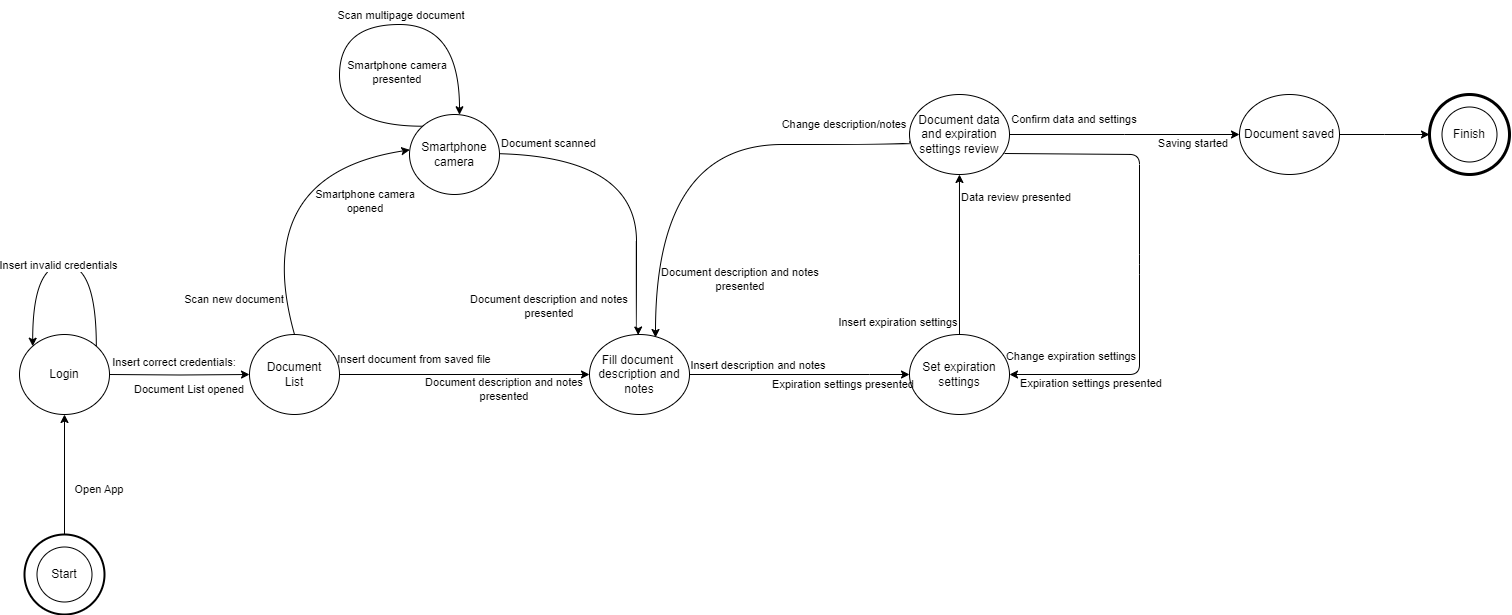 Scan multipage document
Smartphone camera
presented
Smartphone
camera
Document scanned
Smartphone camera
opened
Change description/notes
Document data
and expiration
settings review
Confirm data and settings
Saving started
Document saved
Finish
Data review presented
Insert invalid credentials
Scan new document
Document description and notes
presented
Document description and notes
presented
Insert expiration settings
Login
Insert correct credentials:
Document List opened
Document
List
Insert document from saved file
Document description and notes
presented
Fill document
description and
notes
Insert description and notes
Expiration settings presented
Set expiration
settings
Change expiration settings
Expiration settings presented
Open App
Start